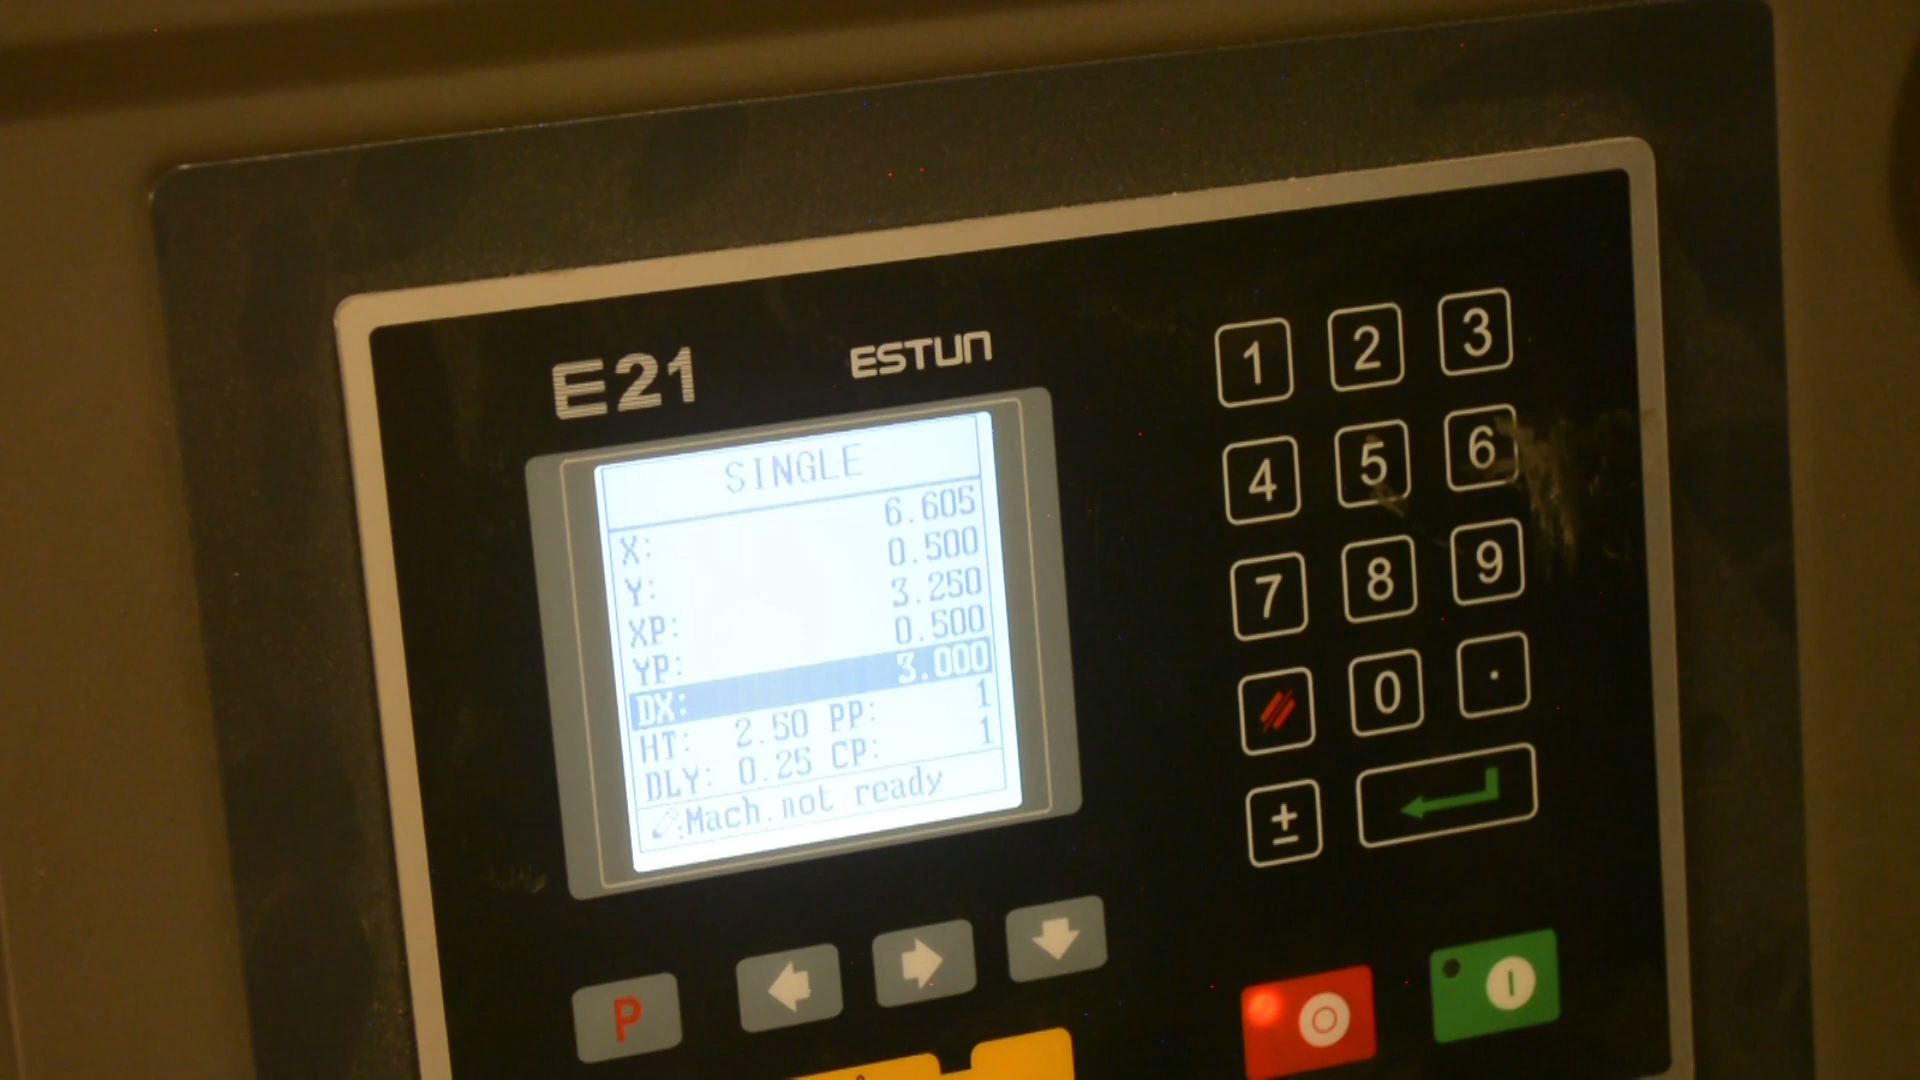 E21 ESTUN
SINGLE
X: 6.605
Y: 0.500
XP: 3.250
YP: 0.500
DX: 3.000
HT: 2.50 PP: 1
DLY: 0.25 CP: 1
:Mach.not ready
1 2 3
4 5 6
7 8 9
0 .
±
P